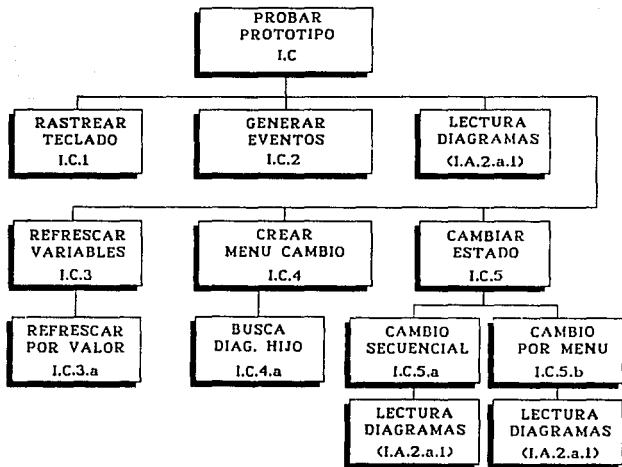 PROBAR
PROTOTIPO
I.C
RASTREAR
TECLADO
I.C.1
GENERAR
EVENTOS
I.C.2
LECTURA
DIAGRAMAS
(I.A.2.a.1)
REFRESCAR
VARIABLES
I.C.3
CREAR
MENU CAMBIO
I.C.4
CAMBIAR
ESTADO
I.C.5
REFRESCAR
POR VALOR
I.C.3.a
BUSCA
DIAG. HIJO
I.C.4.a
CAMBIO
SECUENCIAL
I.C.5.a
CAMBIO
POR MENU
I.C.5.b
LECTURA
DIAGRAMAS
(I.A.2.a.1)
LECTURA
DIAGRAMAS
(I.A.2.a.1)